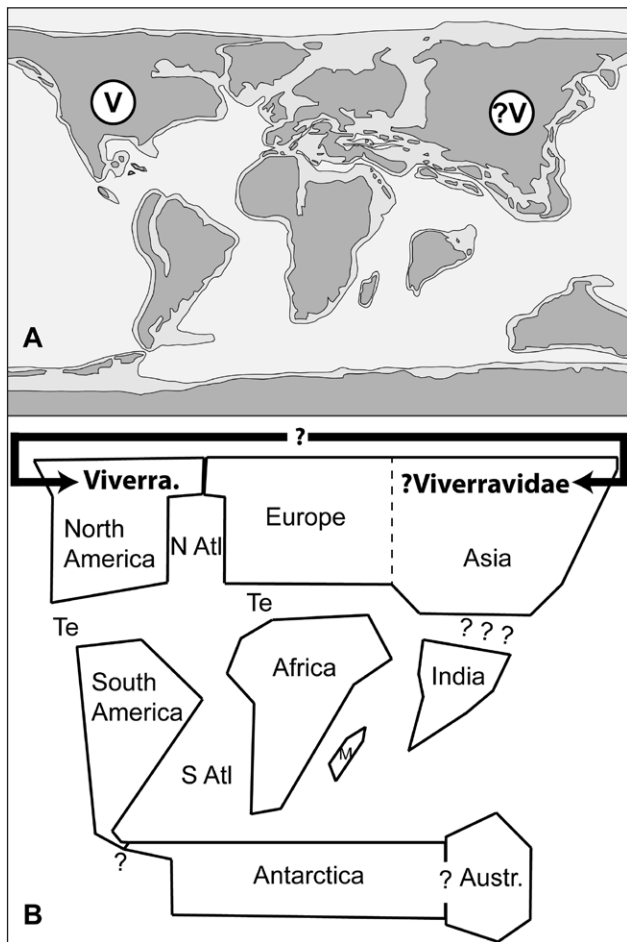 V
?V
A
?
Viverra.
?Viverravidae
North
America
N Atl
Europe
Asia
Te
Te
? ? ?
South
America
Africa
India
M
S Atl
?
Antarctica
?
Austr.
B